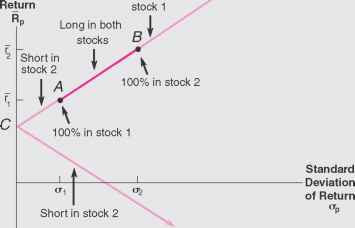 Return
R̅p
stock 1
Long in both
stocks
B
r̅2
Short in
stock 2
100% in stock 2
A
r̅1
C
100% in stock 1
Standard
Deviation
of Return
σp
σ1
σ2
Short in stock 2